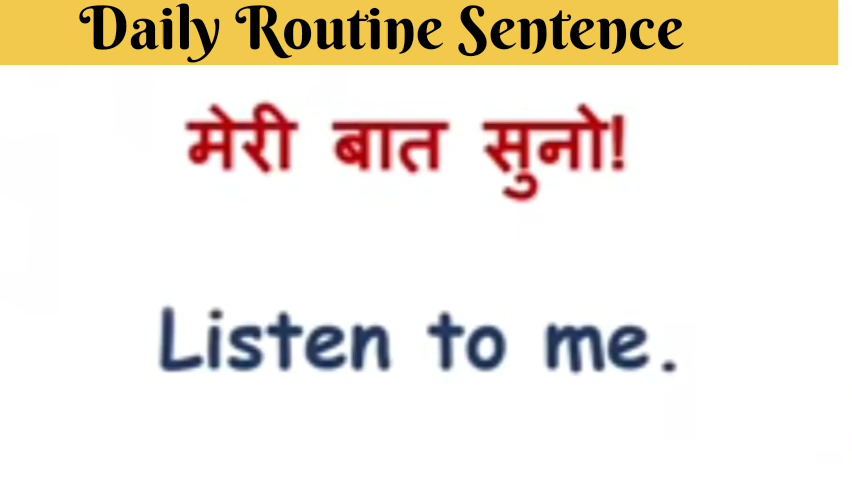 Daily Routine Sentence
मेरी बात सुनो!
Listen to me.